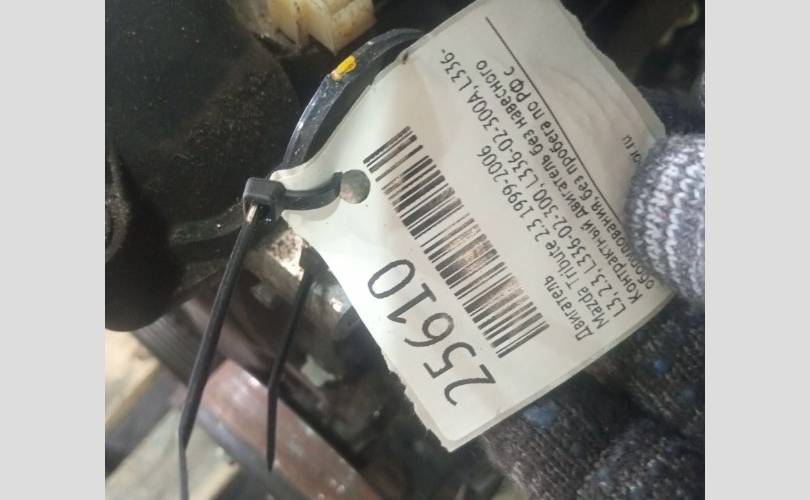 25610
Двигатель
Mazda Tribute 2.3 1999-2006
L3, 2.3, L336-02-300, L336-02-300A, L336-
Контрактный двигатель без навесного
оборудования, без пробега по РФ с